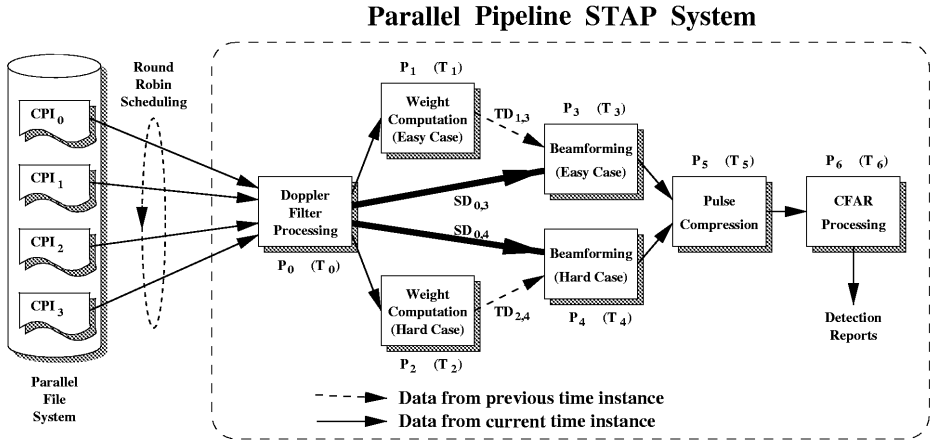 Parallel Pipeline STAP System
Round
Robin
Scheduling
CPI0
CPI1
CPI2
CPI3
Parallel
File
System
Doppler
Filter
Processing
P0 (T0)
P1 (T1)
Weight
Computation
(Easy Case)
TD1,3
SD0,3
SD0,4
Weight
Computation
(Hard Case)
TD2,4
P2 (T2)
P3 (T3)
Beamforming
(Easy Case)
Beamforming
(Hard Case)
P4 (T4)
P5 (T5)
Pulse
Compression
P6 (T6)
CFAR
Processing
Detection
Reports
Data from previous time instance
Data from current time instance